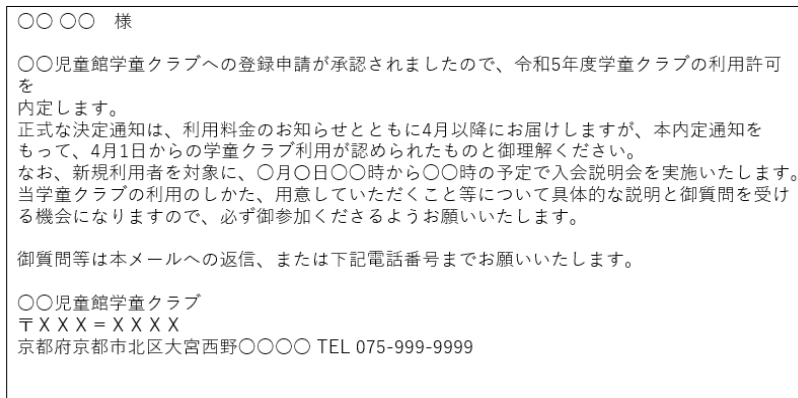 〇〇 〇〇　様
〇〇児童館学童クラブへの登録申請が承認されましたので、令和5年度学童クラブの利用許可
を
内定します。
正式な決定通知は、利用料金のお知らせとともに4月以降にお届けしますが、本内定通知を
もって、4月1日からの学童クラブ利用が認められたものと御理解ください。
なお、新規利用者を対象に、〇月〇日〇〇時から〇〇時の予定で入会説明会を実施いたします。
当学童クラブの利用のしかた、用意していただくこと等について具体的な説明と御質問を受け
る機会になりますので、必ず御参加くださるようお願いいたします。
御質問等は本メールへの返信、または下記電話番号までお願いいたします。
〇〇児童館学童クラブ
〒ＸＸＸ＝ＸＸＸＸ
京都府京都市北区大宮西野〇〇〇〇 TEL 075-999-9999